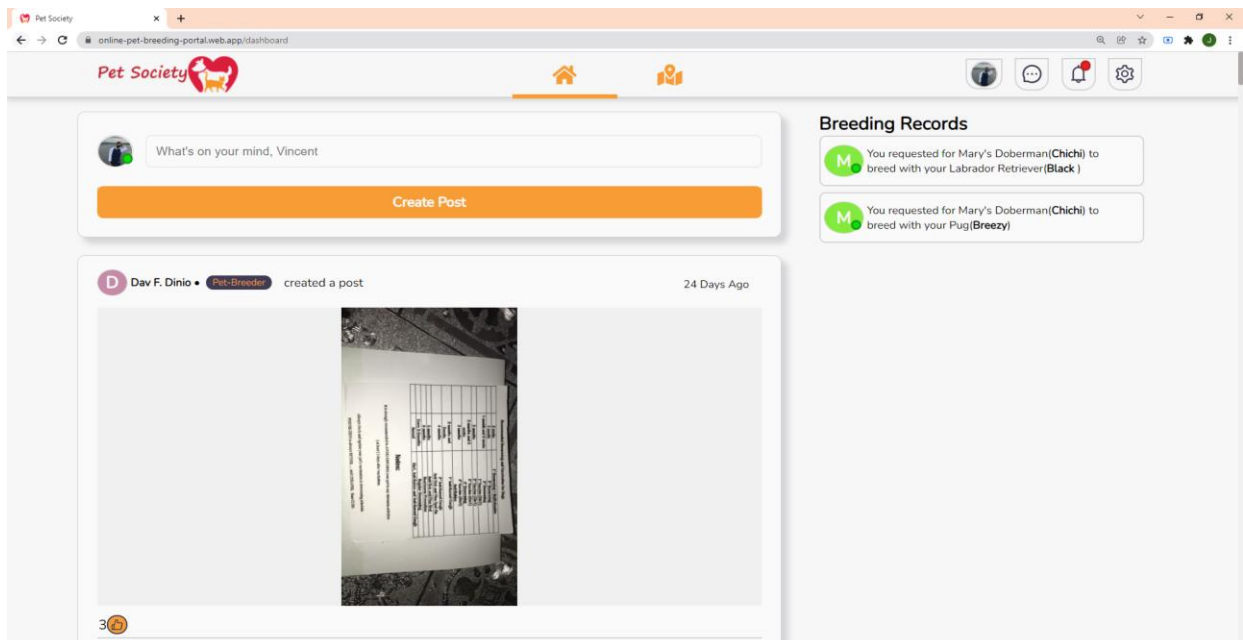 Pet Society
online-pet-breeding-portal.web.app/dashboard
J
Pet Society
What's on your mind, Vincent
Create Post
Breeding Records
M
You requested for Mary's Doberman(Chichi) to
breed with your Labrador Retriever(Black )
M
You requested for Mary's Doberman(Chichi) to
breed with your Pug(Breezy)
D Dav F. Dinio • Pet-Breeder created a post
24 Days Ago
Notes:
3